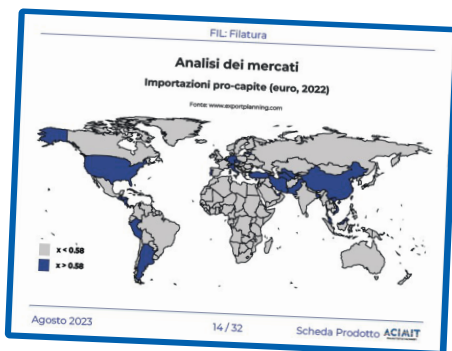 FIL: Filatura
Analisi dei mercati
Importazioni pro-capite (euro, 2022)
Fonte: www.exportplanning.com
x < 0.58
x > 0.58
Agosto 2023
14 / 32
Scheda Prodotto ACIMIT